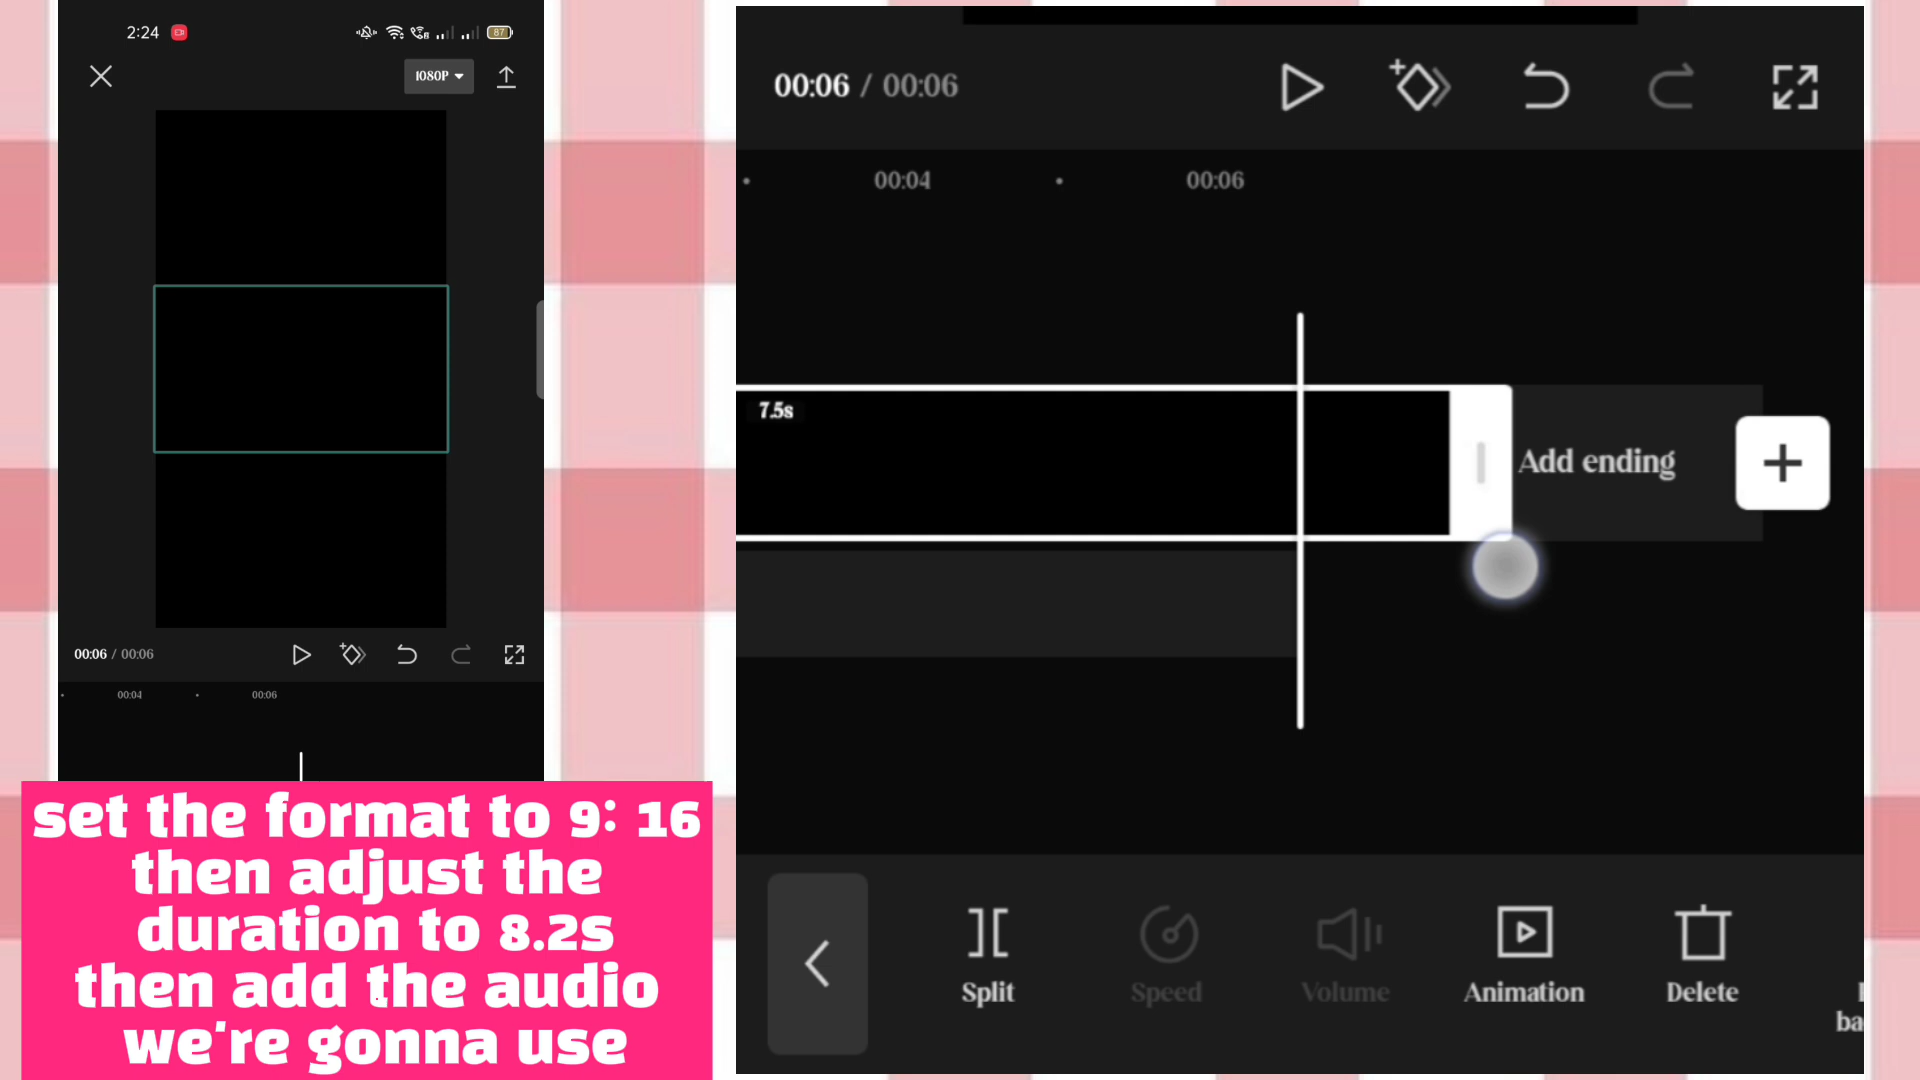 2:24
87
1080P
00:06 / 00:06
00:04
00:06
set the format to 9: 16
then adjust the
duration to 8.2s
then add the audio
we're gonna use
00:06 / 00:06
00:04
00:06
7.5s
Add ending
Split
Speed
Volume
Animation
Delete
ba